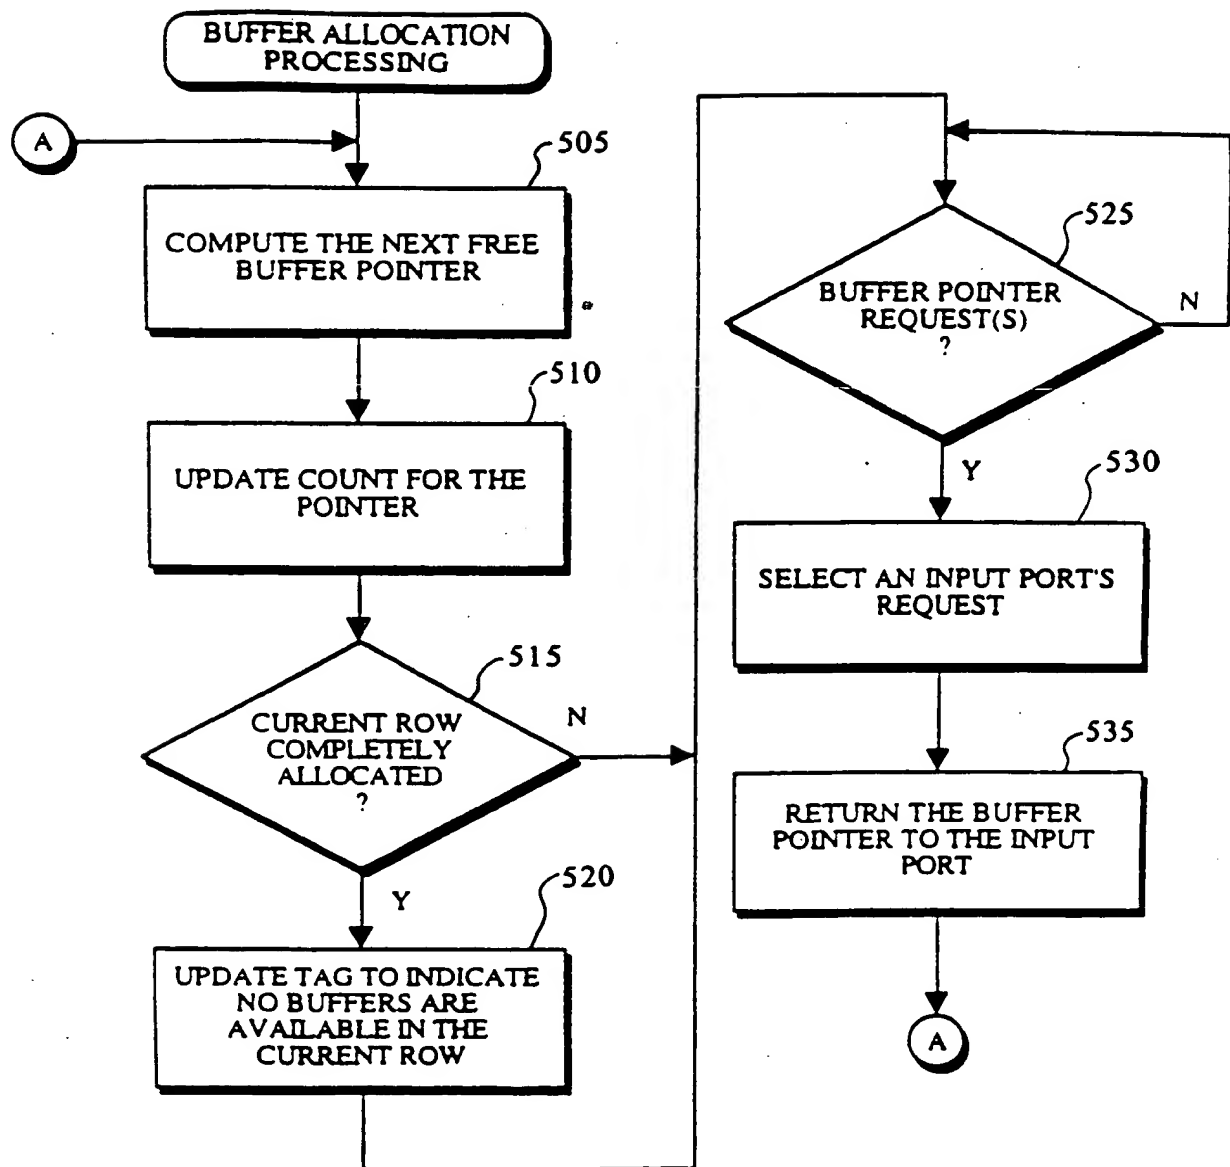 BUFFER ALLOCATION
PROCESSING
A
505
COMPUTE THE NEXT FREE
BUFFER POINTER
510
UPDATE COUNT FOR THE
POINTER
515
CURRENT ROW
COMPLETELY
ALLOCATED
?
N
Y
520
UPDATE TAG TO INDICATE
NO BUFFERS ARE
AVAILABLE IN THE
CURRENT ROW
525
BUFFER POINTER
REQUEST(S)
?
N
Y
530
SELECT AN INPUT PORT'S
REQUEST
535
RETURN THE BUFFER
POINTER TO THE INPUT
PORT
A